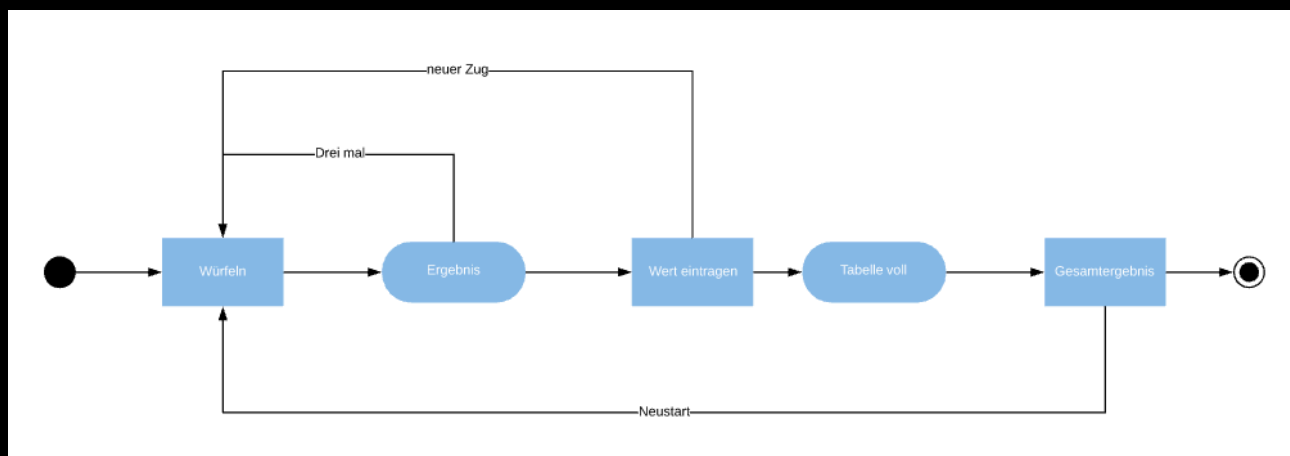 neuer Zug
Drei mal
Würfeln
Ergebnis
Wert eintragen
Tabelle voll
Gesamtergebnis
Neustart